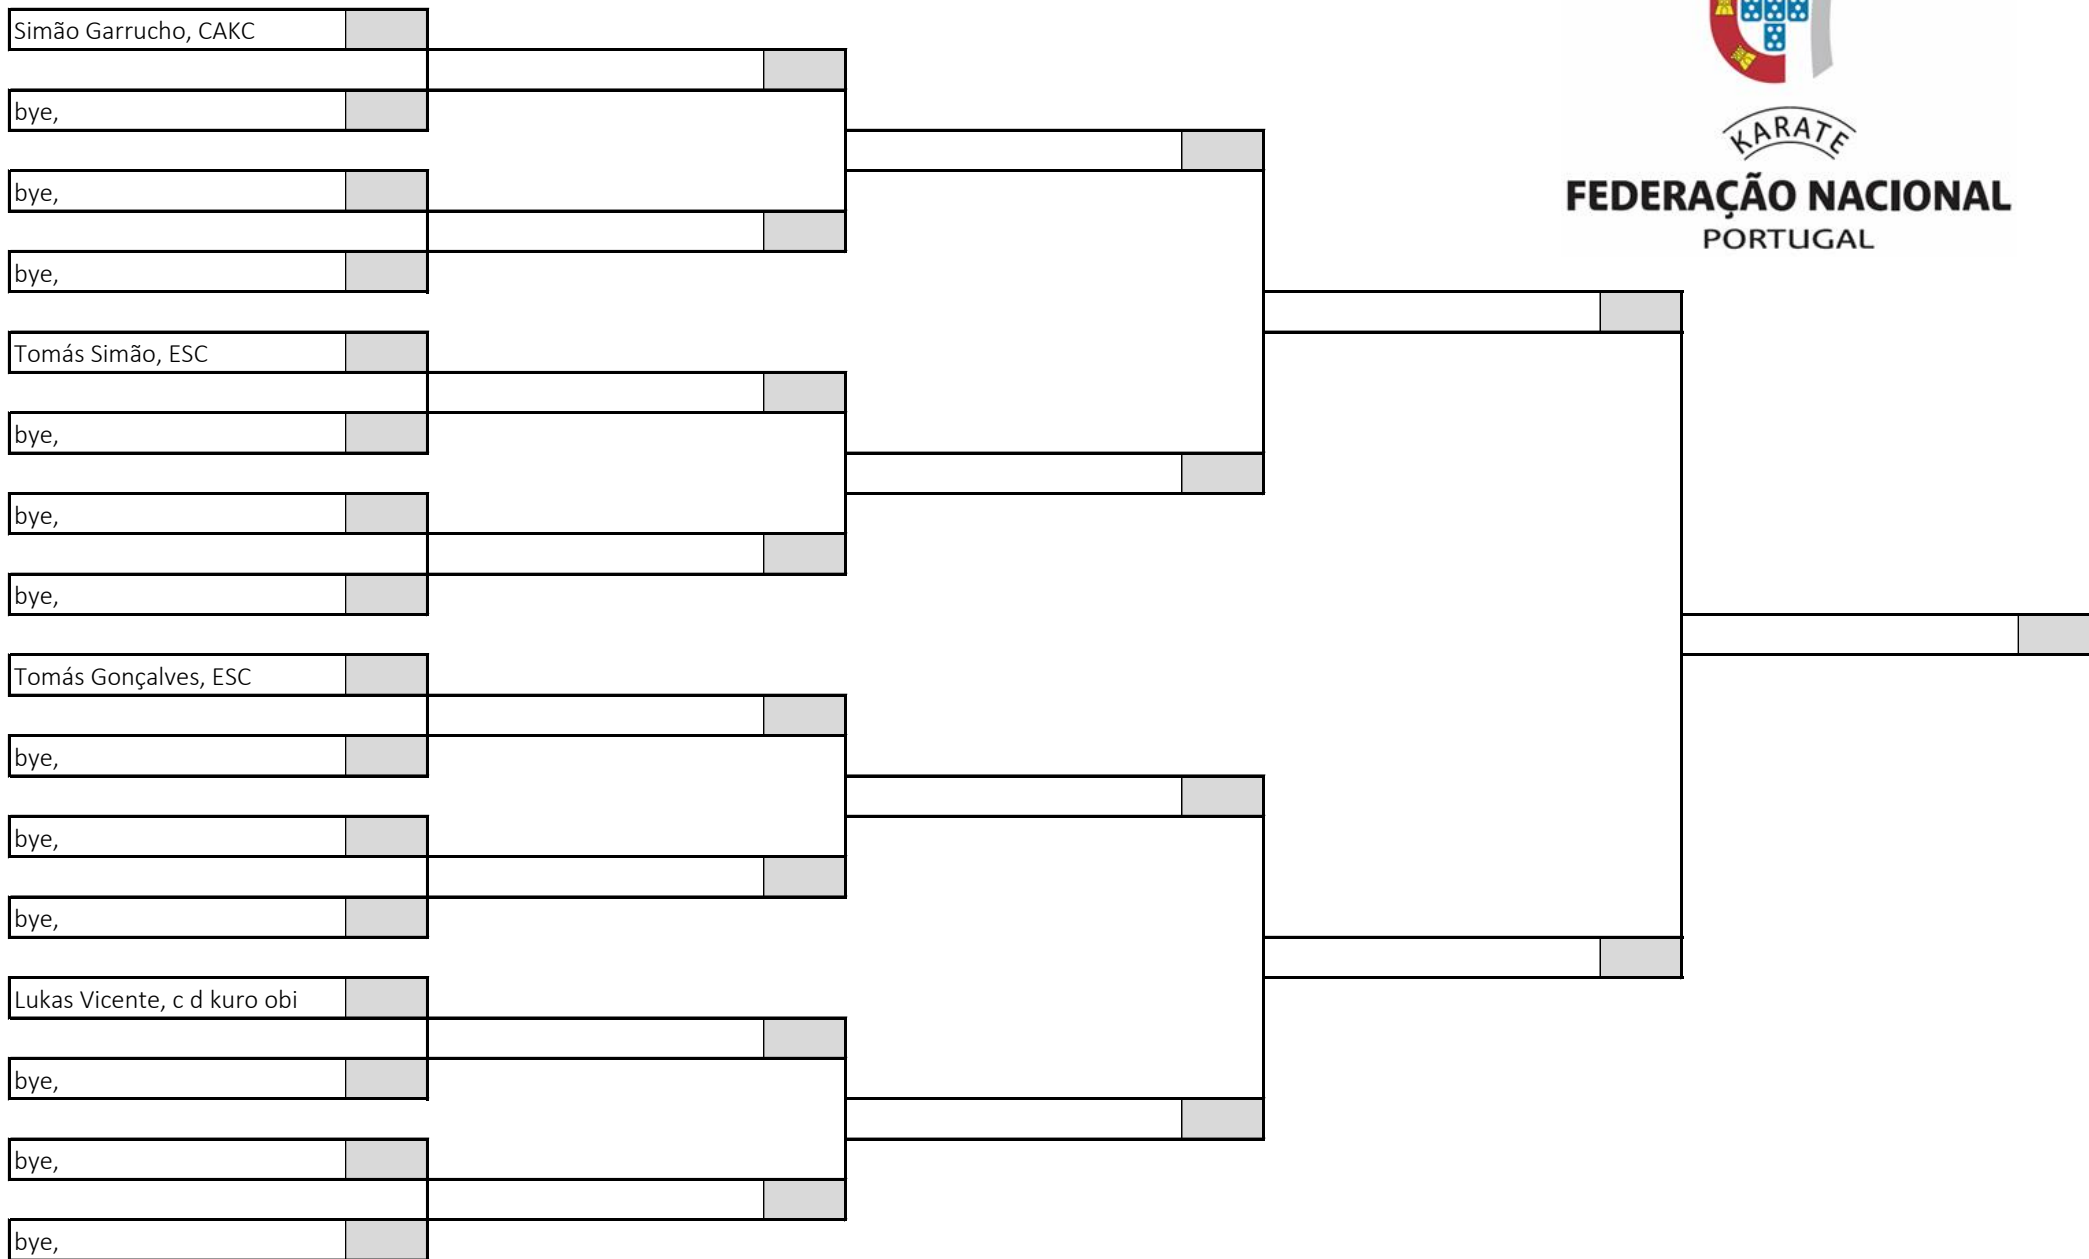 Simão Garrucho, CAKC
bye,
bye,
bye,
Tomás Simão, ESC
bye,
bye,
bye,
Tomás Gonçalves, ESC
bye,
bye,
bye,
Lukas Vicente, c d kuro obi
bye,
bye,
bye,
KARATE
FEDERAÇÃO NACIONAL
PORTUGAL